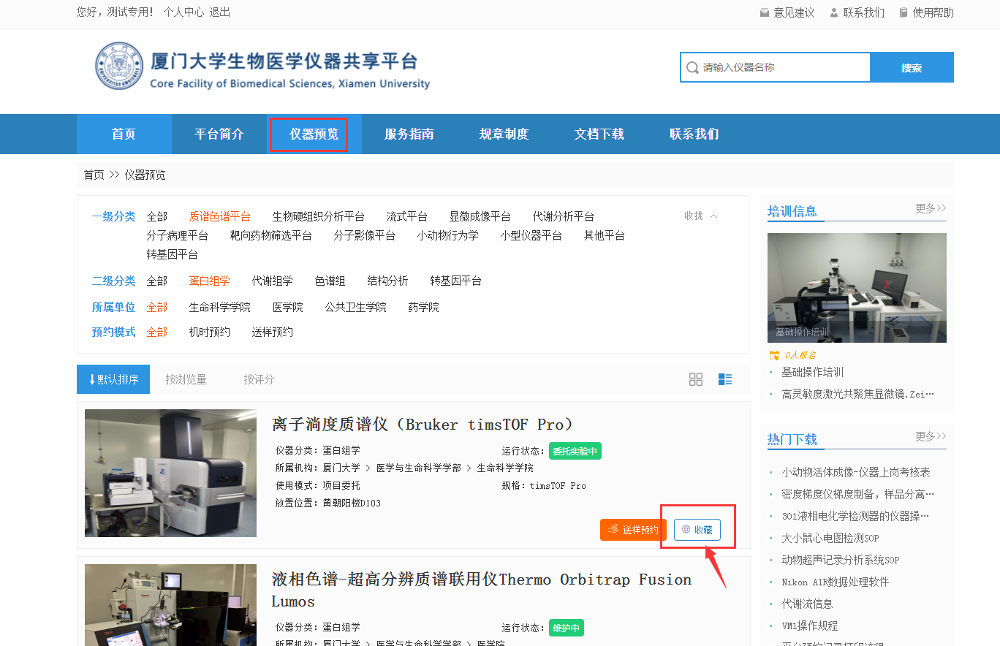 您好，测试专用！ 个人中心 退出
意见建议 联系我们 使用帮助
厦门大学生物医学仪器共享平台
Core Facility of Biomedical Sciences, Xiamen University
请输入仪器名称 搜索
首页 平台简介 仪器预览 服务指南 规章制度 文档下载 联系我们
首页 >> 仪器预览
一级分类 全部 质谱色谱平台 生物硬组织分析平台 流式平台 显微成像平台 代谢分析平台 收拢
分子病理平台 靶向药物筛选平台 分子影像平台 小动物行为学 小型仪器平台 其他平台
转基因平台
二级分类 全部 蛋白组学 代谢组学 色谱组 结构分析 转基因平台
所属单位 全部 生命科学学院 医学院 公共卫生学院 药学院
预约模式 全部 机时预约 送样预约
默认排序 按浏览量 按评分
离子淌度质谱仪（Bruker timsTOF Pro）
仪器分类：蛋白组学 运行状态：委托实验中
所属机构：厦门大学 > 医学与生命科学学部 > 生命科学学院
使用模式：项目委托 规格：timsTOF Pro
放置位置：黄朝阳楼D103
送样预约 收藏
液相色谱-超高分辨质谱联用仪Thermo Orbitrap Fusion
Lumos
仪器分类：蛋白组学 运行状态：维护中
所属机构：厦门大学 > 医学与生命科学学部 > 医学院
培训信息 更多>>
基础操作培训
0人报名
基础操作培训
高灵敏度激光共聚焦显微镜.Zei…
热门下载 更多>>
小动物活体成像-仪器上岗考核表
密度梯度仪梯度制备，样品分离…
301液相电化学检测器的仪器操…
大小鼠心电图检测SOP
动物超声记录分析系统SOP
Nikon A1R数据处理软件
代谢流信息
VM1操作规程
平台预约记录打印流程